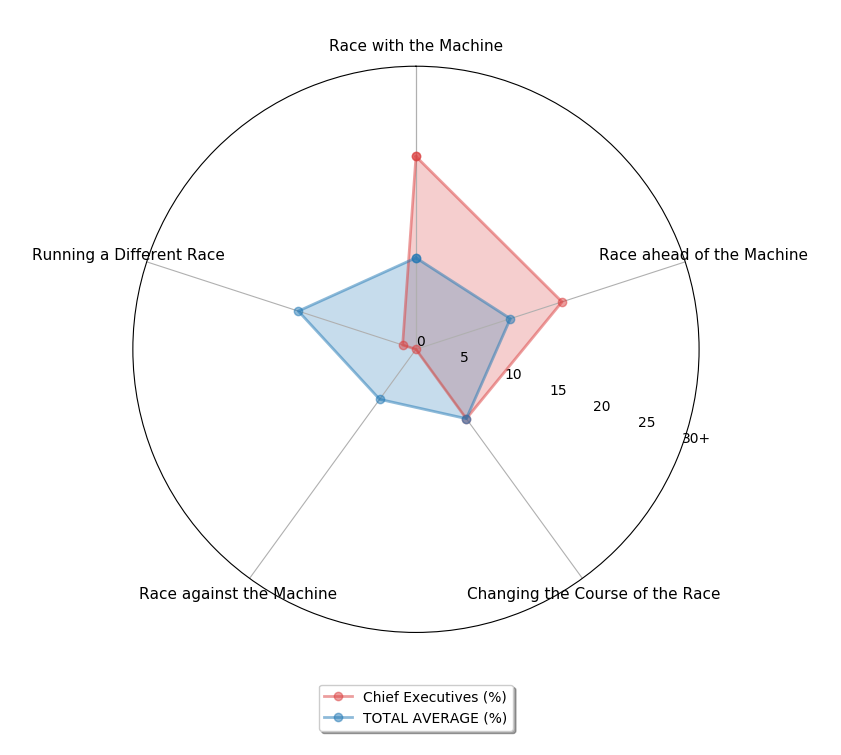 Race with the Machine
Running a Different Race
Race ahead of the Machine
0
5
10
15
20
25
30+
Race against the Machine
Changing the Course of the Race
Chief Executives (%)
TOTAL AVERAGE (%)